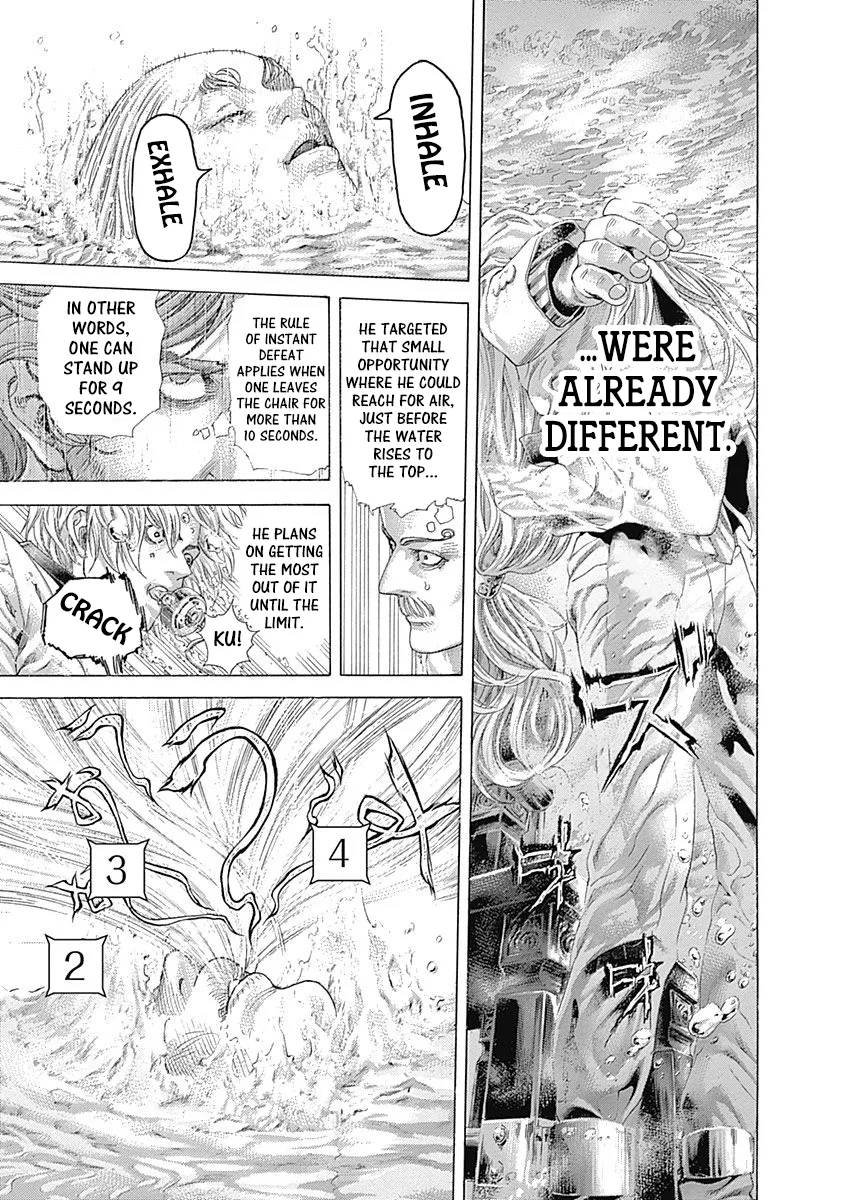 ...WERE
ALREADY
DIFFERENT.
INHALE
EXHALE
HE TARGETED
THAT SMALL
OPPORTUNITY
WHERE HE COULD
REACH FOR AIR,
JUST BEFORE
THE WATER
RISES TO
THE TOP...
THE RULE
OF INSTANT
DEFEAT
APPLIES WHEN
ONE LEAVES
THE CHAIR FOR
MORE THAN
10 SECONDS.
IN OTHER
WORDS,
ONE CAN
STAND UP
FOR 9
SECONDS.
HE PLANS
ON GETTING
THE MOST
OUT OF IT
UNTIL THE
LIMIT.
KU!
CRACK
4
3
2